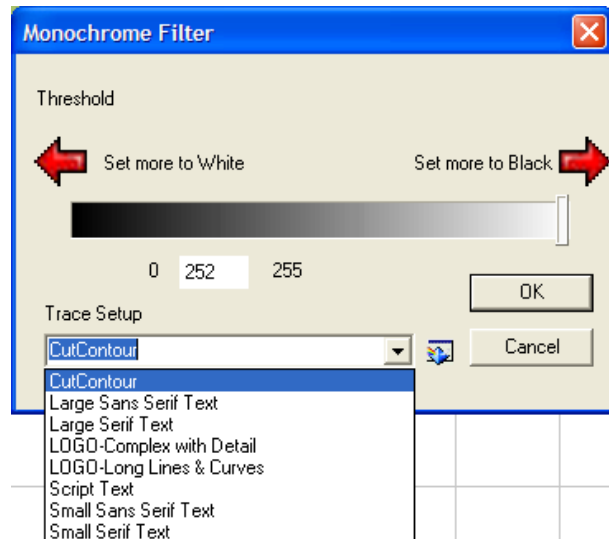 Monochrome Filter
Threshold
Set more to White
Set more to Black
0 252 255
OK
Trace Setup
CutContour
Cancel
CutContour
Large Sans Serif Text
Large Serif Text
LOGO-Complex with Detail
LOGO-Long Lines & Curves
Script Text
Small Sans Serif Text
Small Serif Text